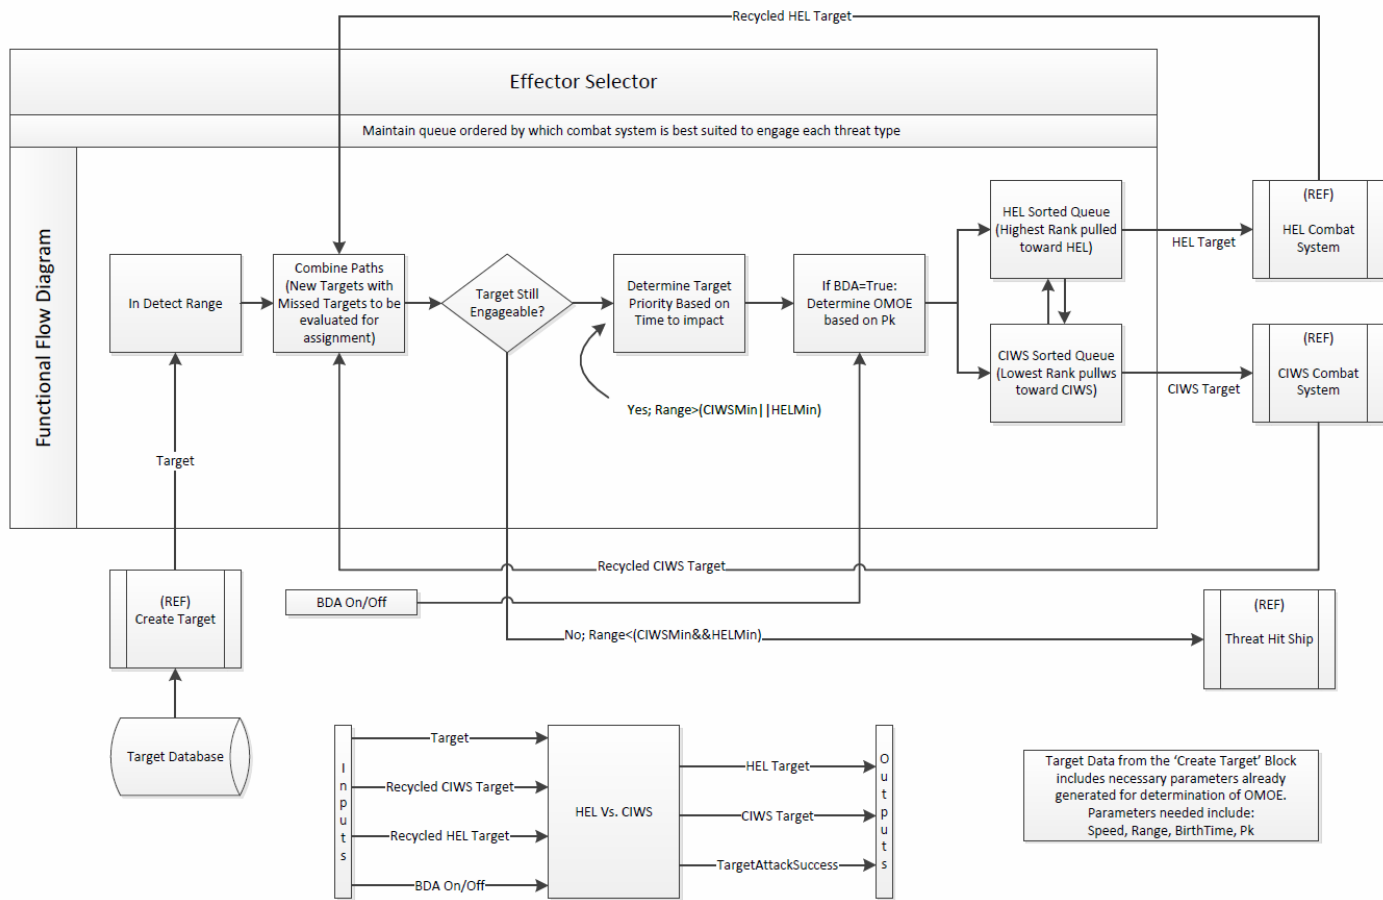 Recycled HEL Target
Effector Selector
Maintain queue ordered by which combat system is best suited to engage each threat type
Functional Flow Diagram
In Detect Range
Combine Paths
(New Targets with
Missed Targets to be
evaluated for
assignment)
Target Still
Engageable?
Determine Target
Priority Based on
Time to impact
If BDA=True:
Determine OMOE
based on Pk
HEL Sorted Queue
(Highest Rank pulled
toward HEL)
HEL Target
(REF)
HEL Combat
System
CIWS Sorted Queue
(Lowest Rank pullws
toward CIWS)
CIWS Target
(REF)
CIWS Combat
System
Yes; Range>(CIWSMin||HELMin)
Target
Recycled CIWS Target
(REF)
Create Target
BDA On/Off
No; Range<(CIWSMin&&HELMin)
(REF)
Threat Hit Ship
Target Database
Inputs
Target
Recycled CIWS Target
Recycled HEL Target
BDA On/Off
HEL Vs. CIWS
HEL Target
CIWS Target
TargetAttackSuccess
Outputs
Target Data from the ‘Create Target’ Block
includes necessary parameters already
generated for determination of OMOE.
Parameters needed include:
Speed, Range, BirthTime, Pk